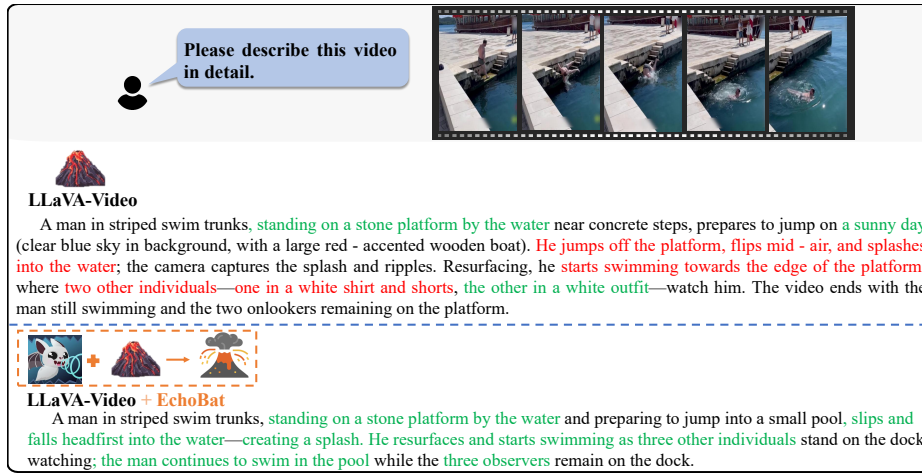 Please describe this video
in detail.
LLaVA-Video
A man in striped swim trunks, standing on a stone platform by the water near concrete steps, prepares to jump on a sunny day
(clear blue sky in background, with a large red - accented wooden boat). He jumps off the platform, flips mid - air, and splashes
into the water; the camera captures the splash and ripples. Resurfacing, he starts swimming towards the edge of the platform
where two other individuals—one in a white shirt and shorts, the other in a white outfit—watch him. The video ends with the
man still swimming and the two onlookers remaining on the platform.
LLaVA-Video + EchoBat
A man in striped swim trunks, standing on a stone platform by the water and preparing to jump into a small pool, slips and
falls headfirst into the water—creating a splash. He resurfaces and starts swimming as three other individuals stand on the dock
watching; the man continues to swim in the pool while the three observers remain on the dock.